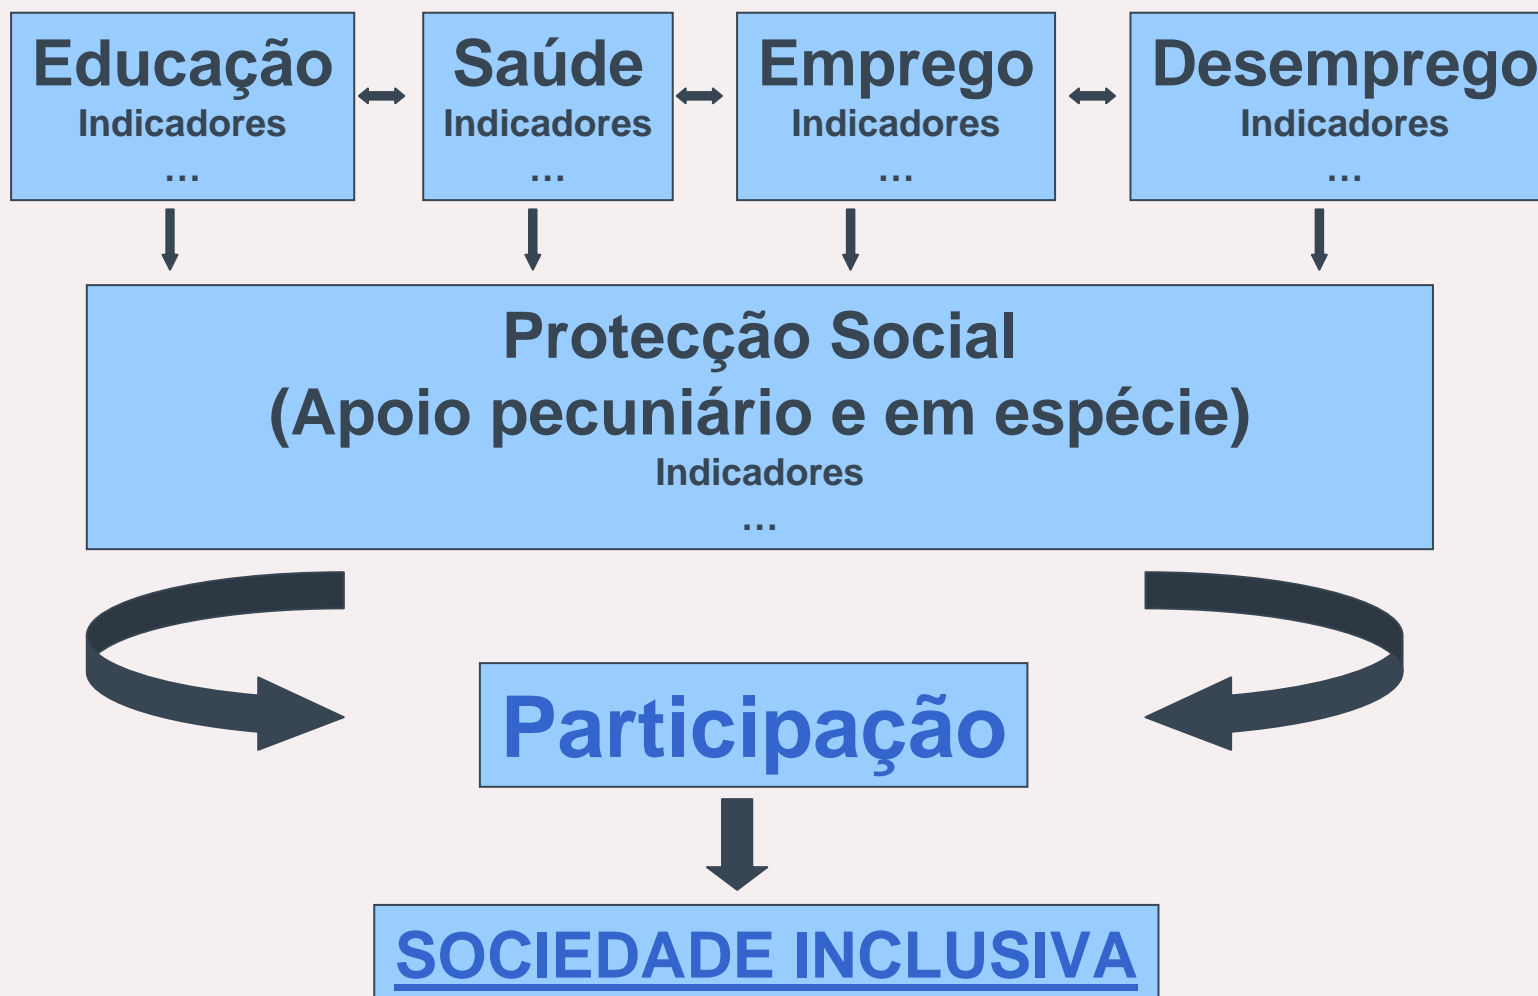 Educação
Indicadores
...
Saúde
Indicadores
...
Emprego
Indicadores
...
Desemprego
Indicadores
...
Protecção Social
(Apoio pecuniário e em espécie)
Indicadores
...
Participação
SOCIEDADE INCLUSIVA